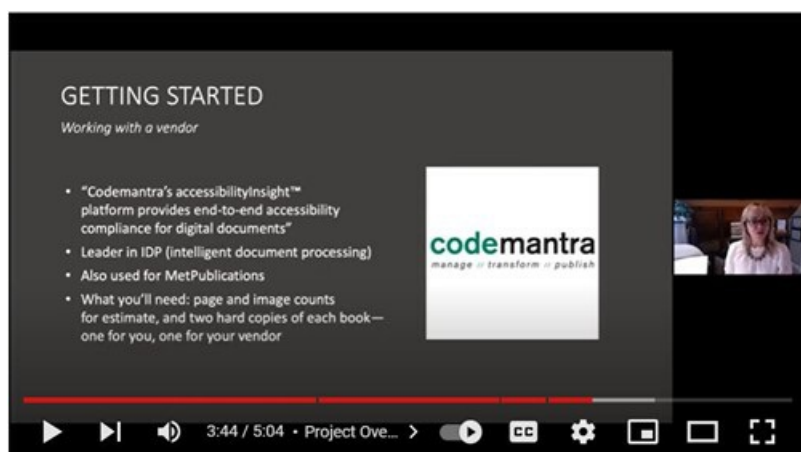 GETTING STARTED
Working with a vendor
• "Codemantra's accessibilityInsight™
platform provides end-to-end accessibility
compliance for digital documents"
• Leader in IDP (intelligent document processing)
• Also used for MetPublications
• What you'll need: page and image counts
for estimate, and two hard copies of each book—
one for you, one for your vendor
codemantra
manage // transform // publish
3:44 / 5:04 • Project Ove... >
CC